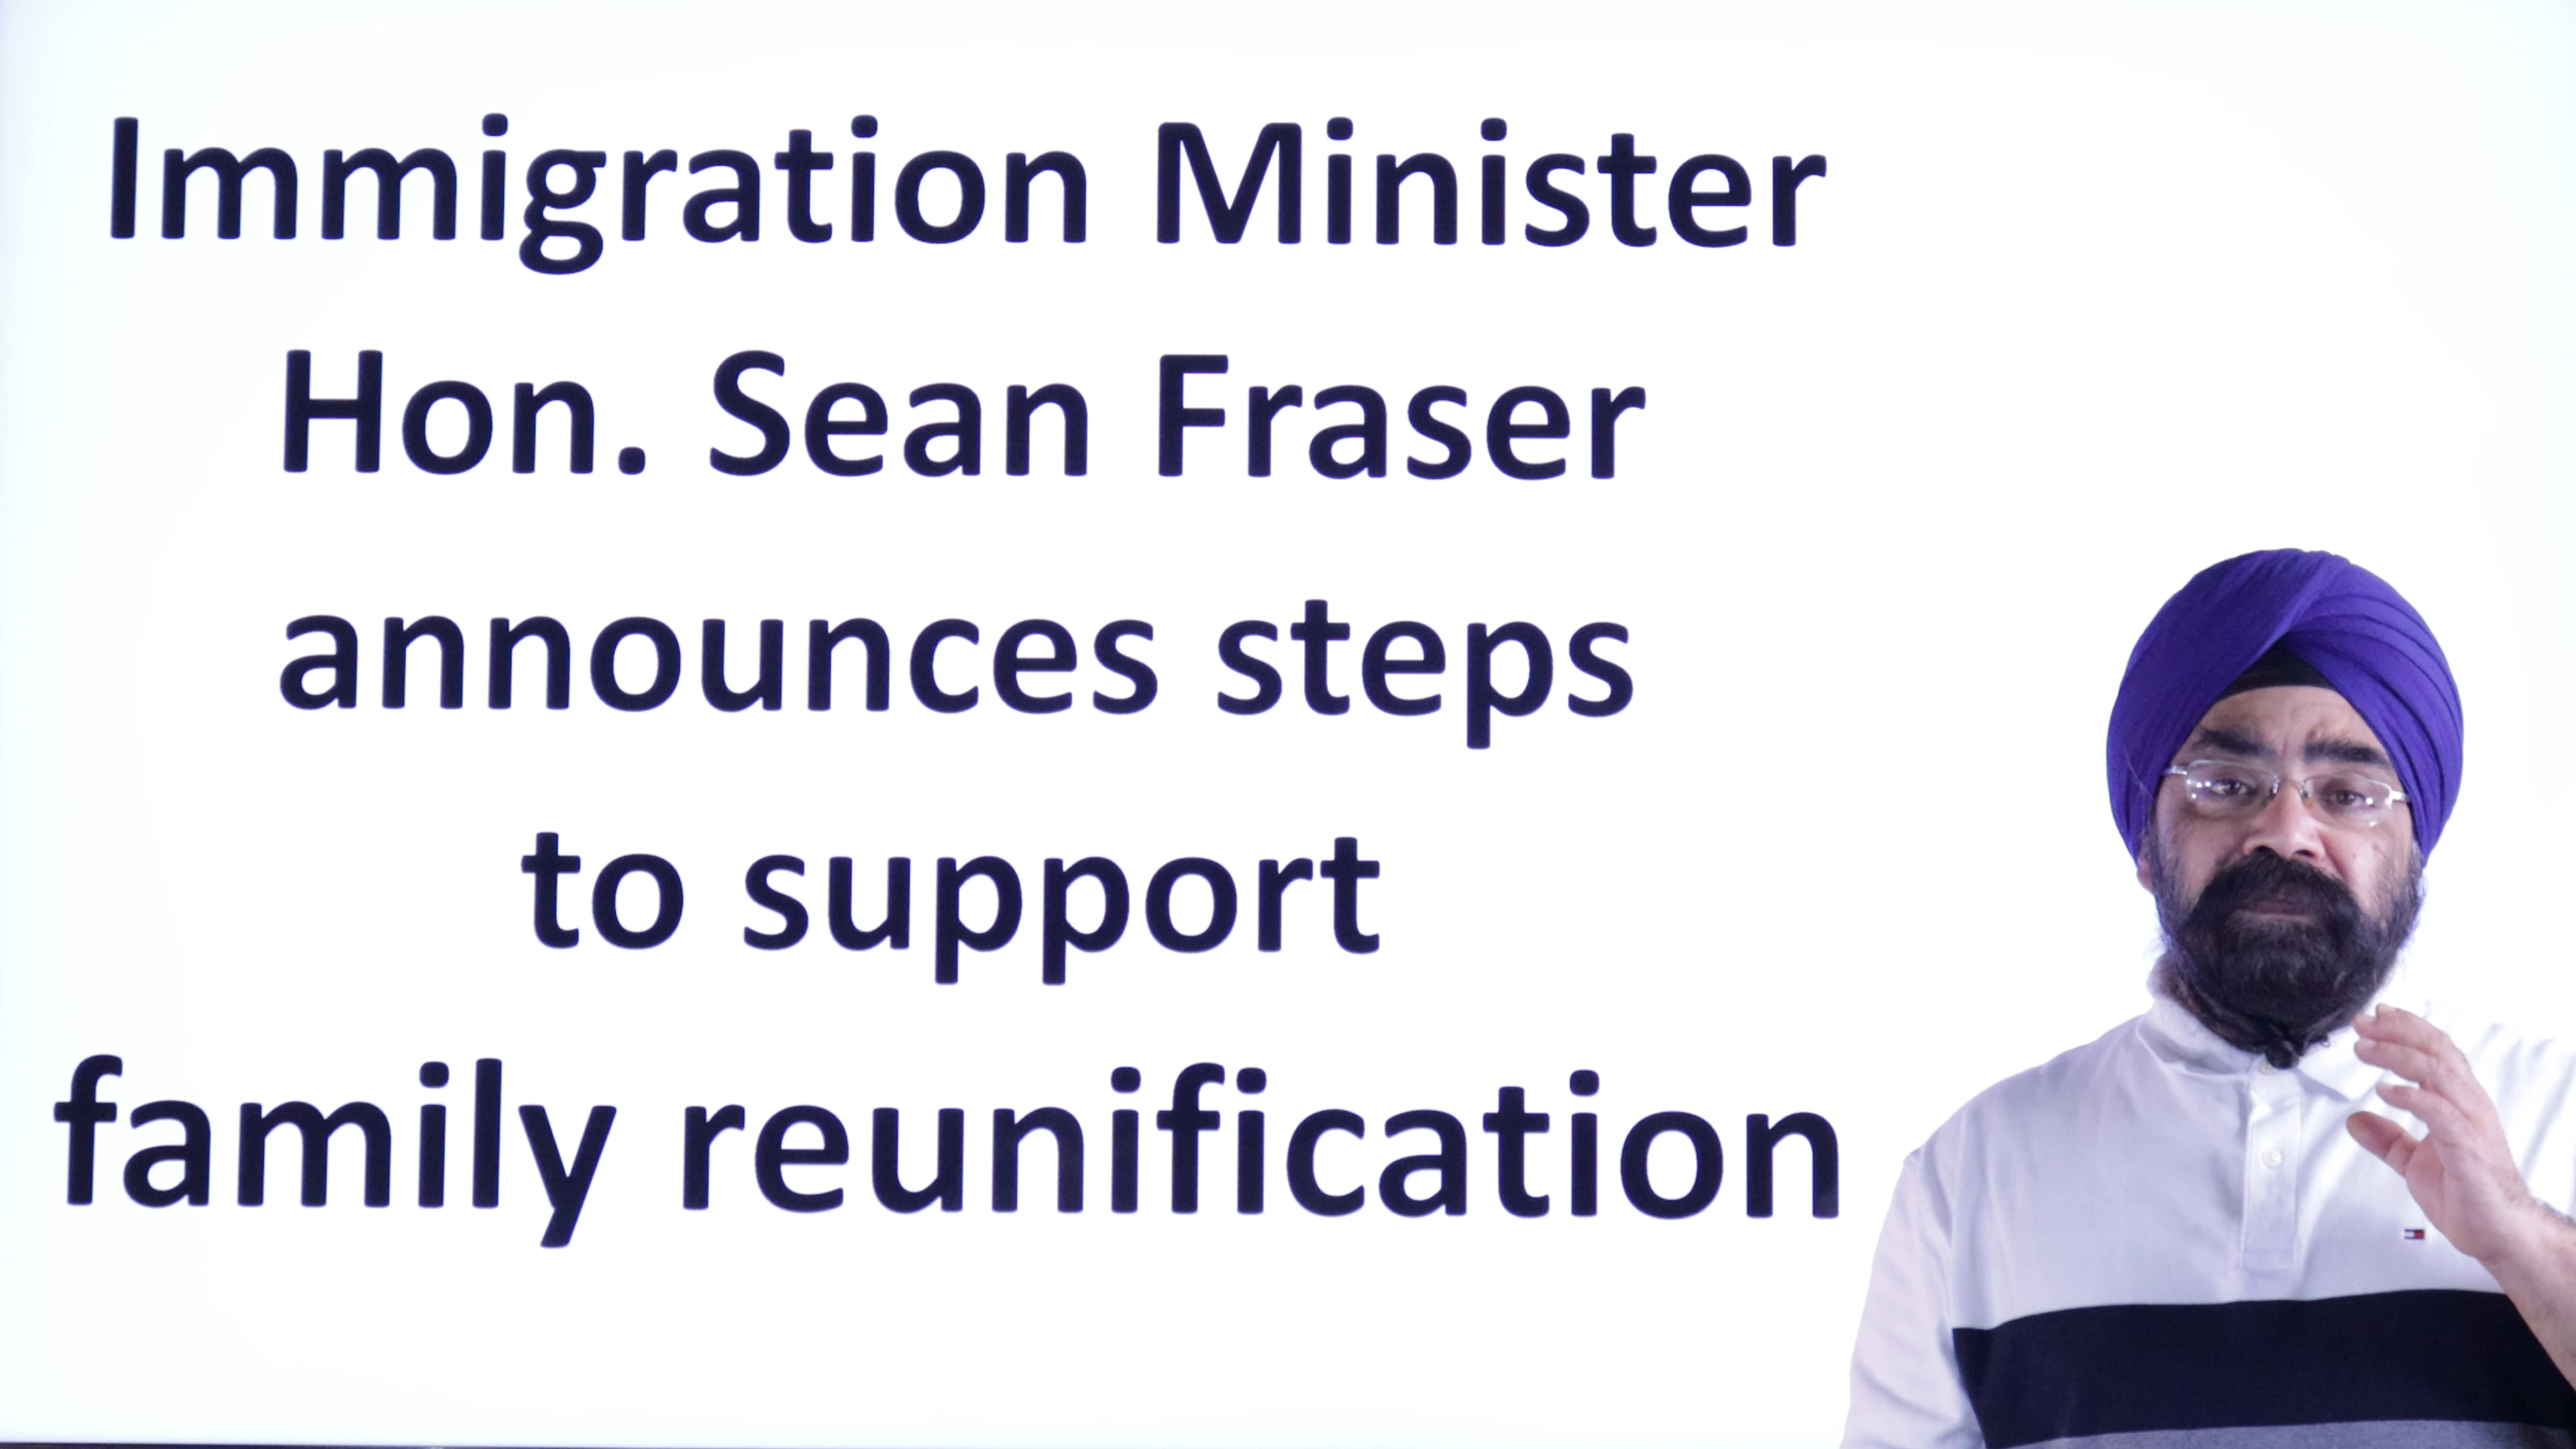 Immigration Minister
Hon. Sean Fraser
announces steps
to support
family reunification